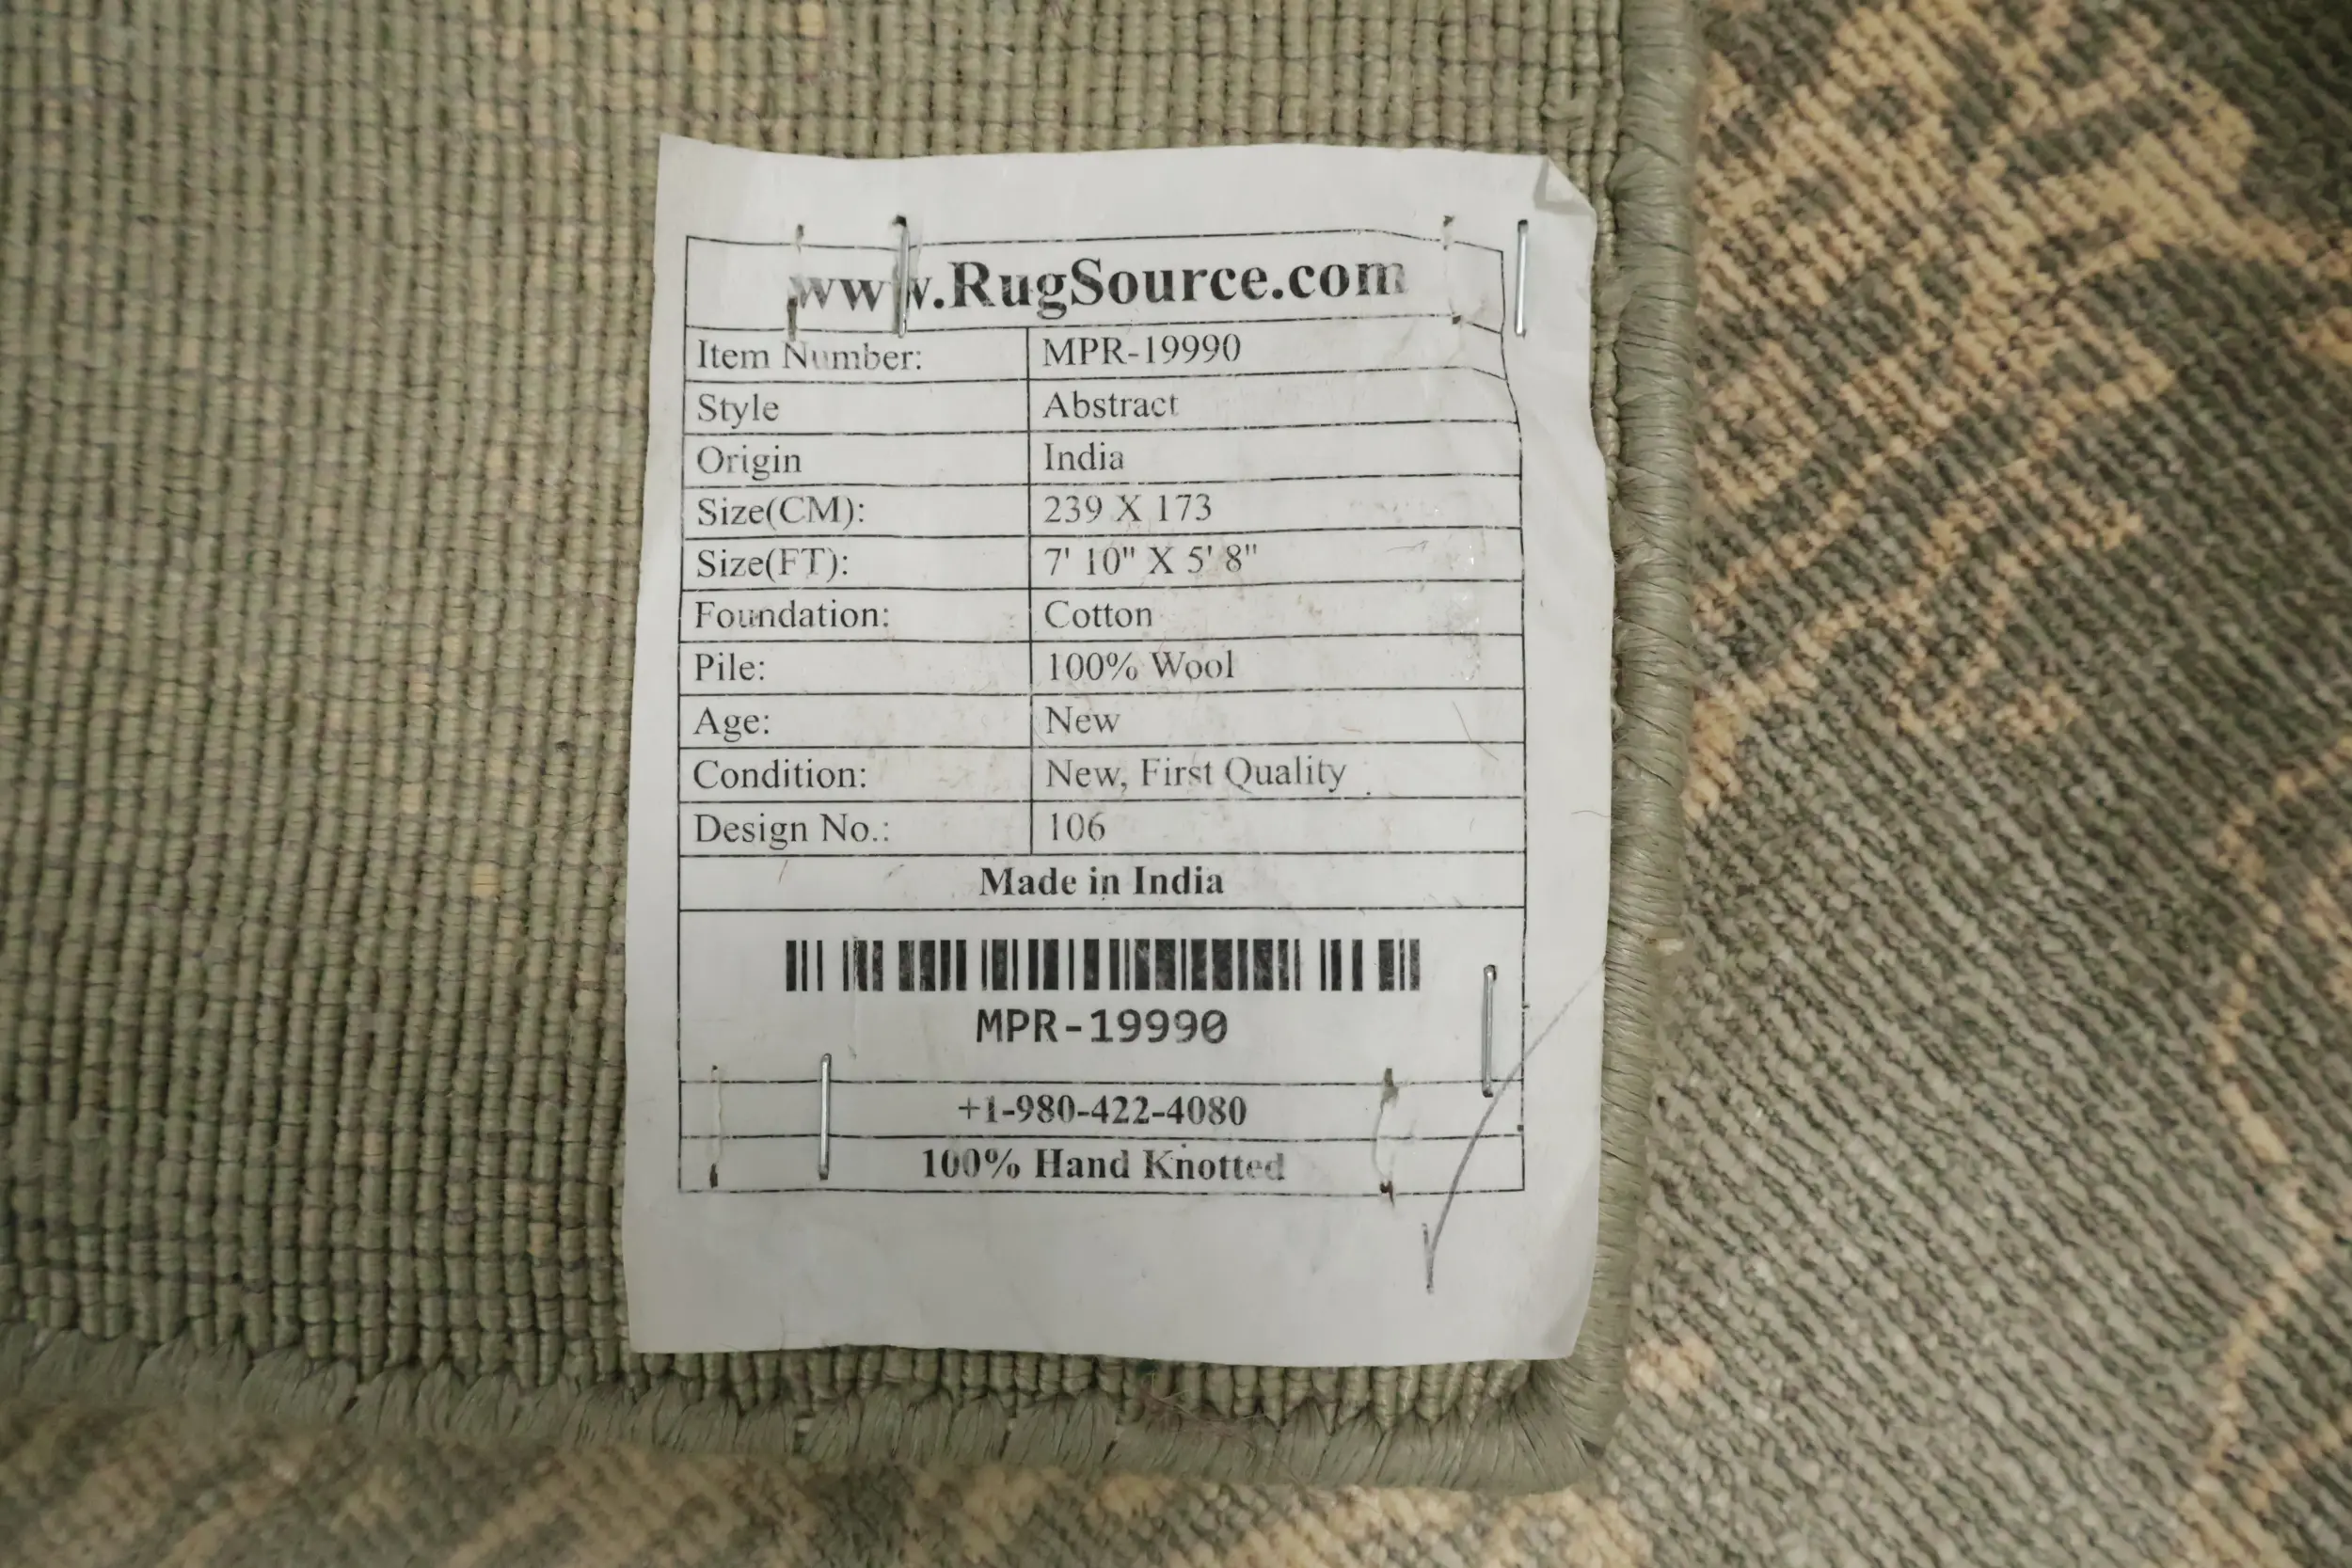 www.RugSource.com
Item Number: MPR-19990
Style Abstract
Origin India
Size(CM): 239 X 173
Size(FT): 7' 10" X 5' 8"
Foundation: Cotton
Pile: 100% Wool
Age: New
Condition: New, First Quality
Design No.: 106
Made in India
MPR-19990
+1-980-422-4080
100% Hand Knotted